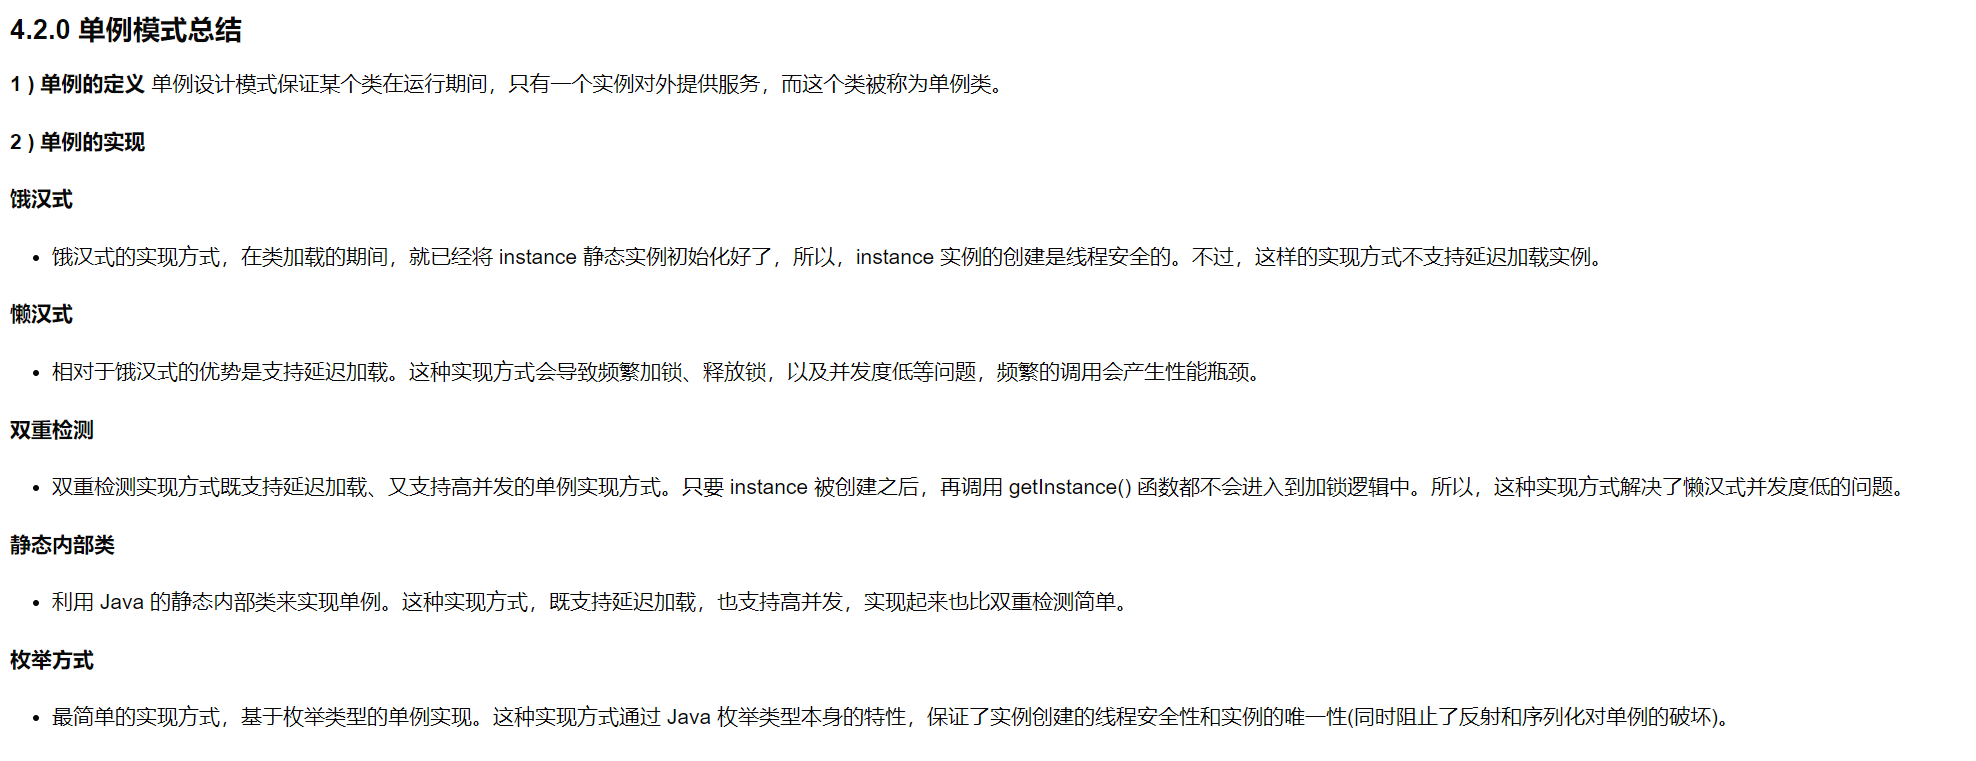 4.2.0 单例模式总结
1 ) 单例的定义 单例设计模式保证某个类在运行期间，只有一个实例对外提供服务，而这个类被称为单例类。
2 ) 单例的实现
饿汉式
• 饿汉式的实现方式，在类加载的期间，就已经将 instance 静态实例初始化好了，所以，instance 实例的创建是线程安全的。不过，这样的实现方式不支持延迟加载实例。
懒汉式
• 相对于饿汉式的优势是支持延迟加载。这种实现方式会导致频繁加锁、释放锁，以及并发度低等问题，频繁的调用会产生性能瓶颈。
双重检测
• 双重检测实现方式既支持延迟加载、又支持高并发的单例实现方式。只要 instance 被创建之后，再调用 getInstance() 函数都不会进入到加锁逻辑中。所以，这种实现方式解决了懒汉式并发度低的问题。
静态内部类
• 利用 Java 的静态内部类来实现单例。这种实现方式，既支持延迟加载，也支持高并发，实现起来也比双重检测简单。
枚举方式
• 最简单的实现方式，基于枚举类型的单例实现。这种实现方式通过 Java 枚举类型本身的特性，保证了实例创建的线程安全性和实例的唯一性(同时阻止了反射和序列化对单例的破坏)。